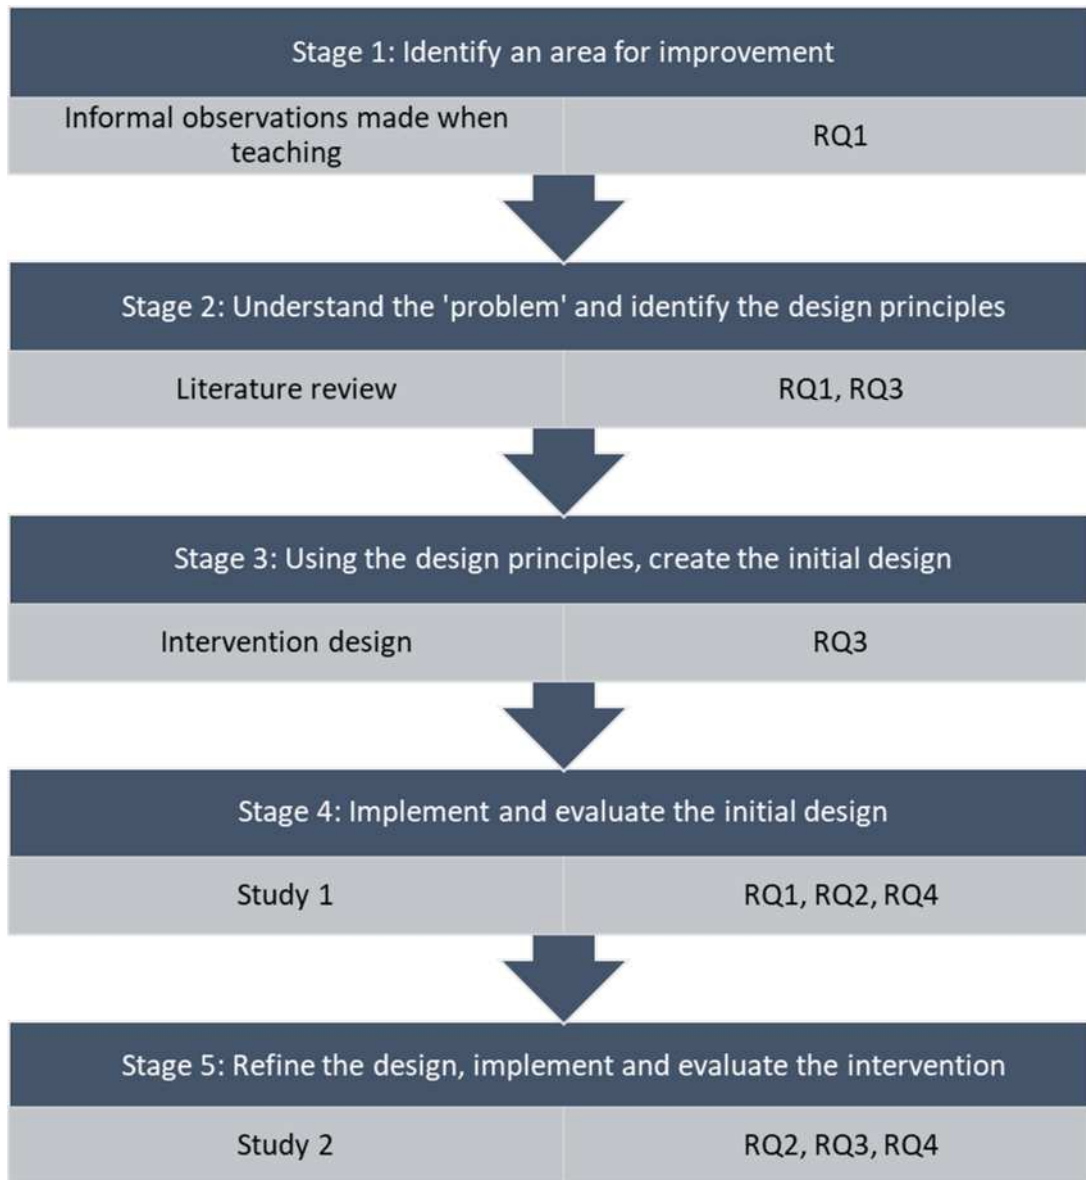 Stage 1: Identify an area for improvement
Informal observations made when
teaching
RQ1
Stage 2: Understand the 'problem' and identify the design principles
Literature review
RQ1, RQ3
Stage 3: Using the design principles, create the initial design
Intervention design
RQ3
Stage 4: Implement and evaluate the initial design
Study 1
RQ1, RQ2, RQ4
Stage 5: Refine the design, implement and evaluate the intervention
Study 2
RQ2, RQ3, RQ4